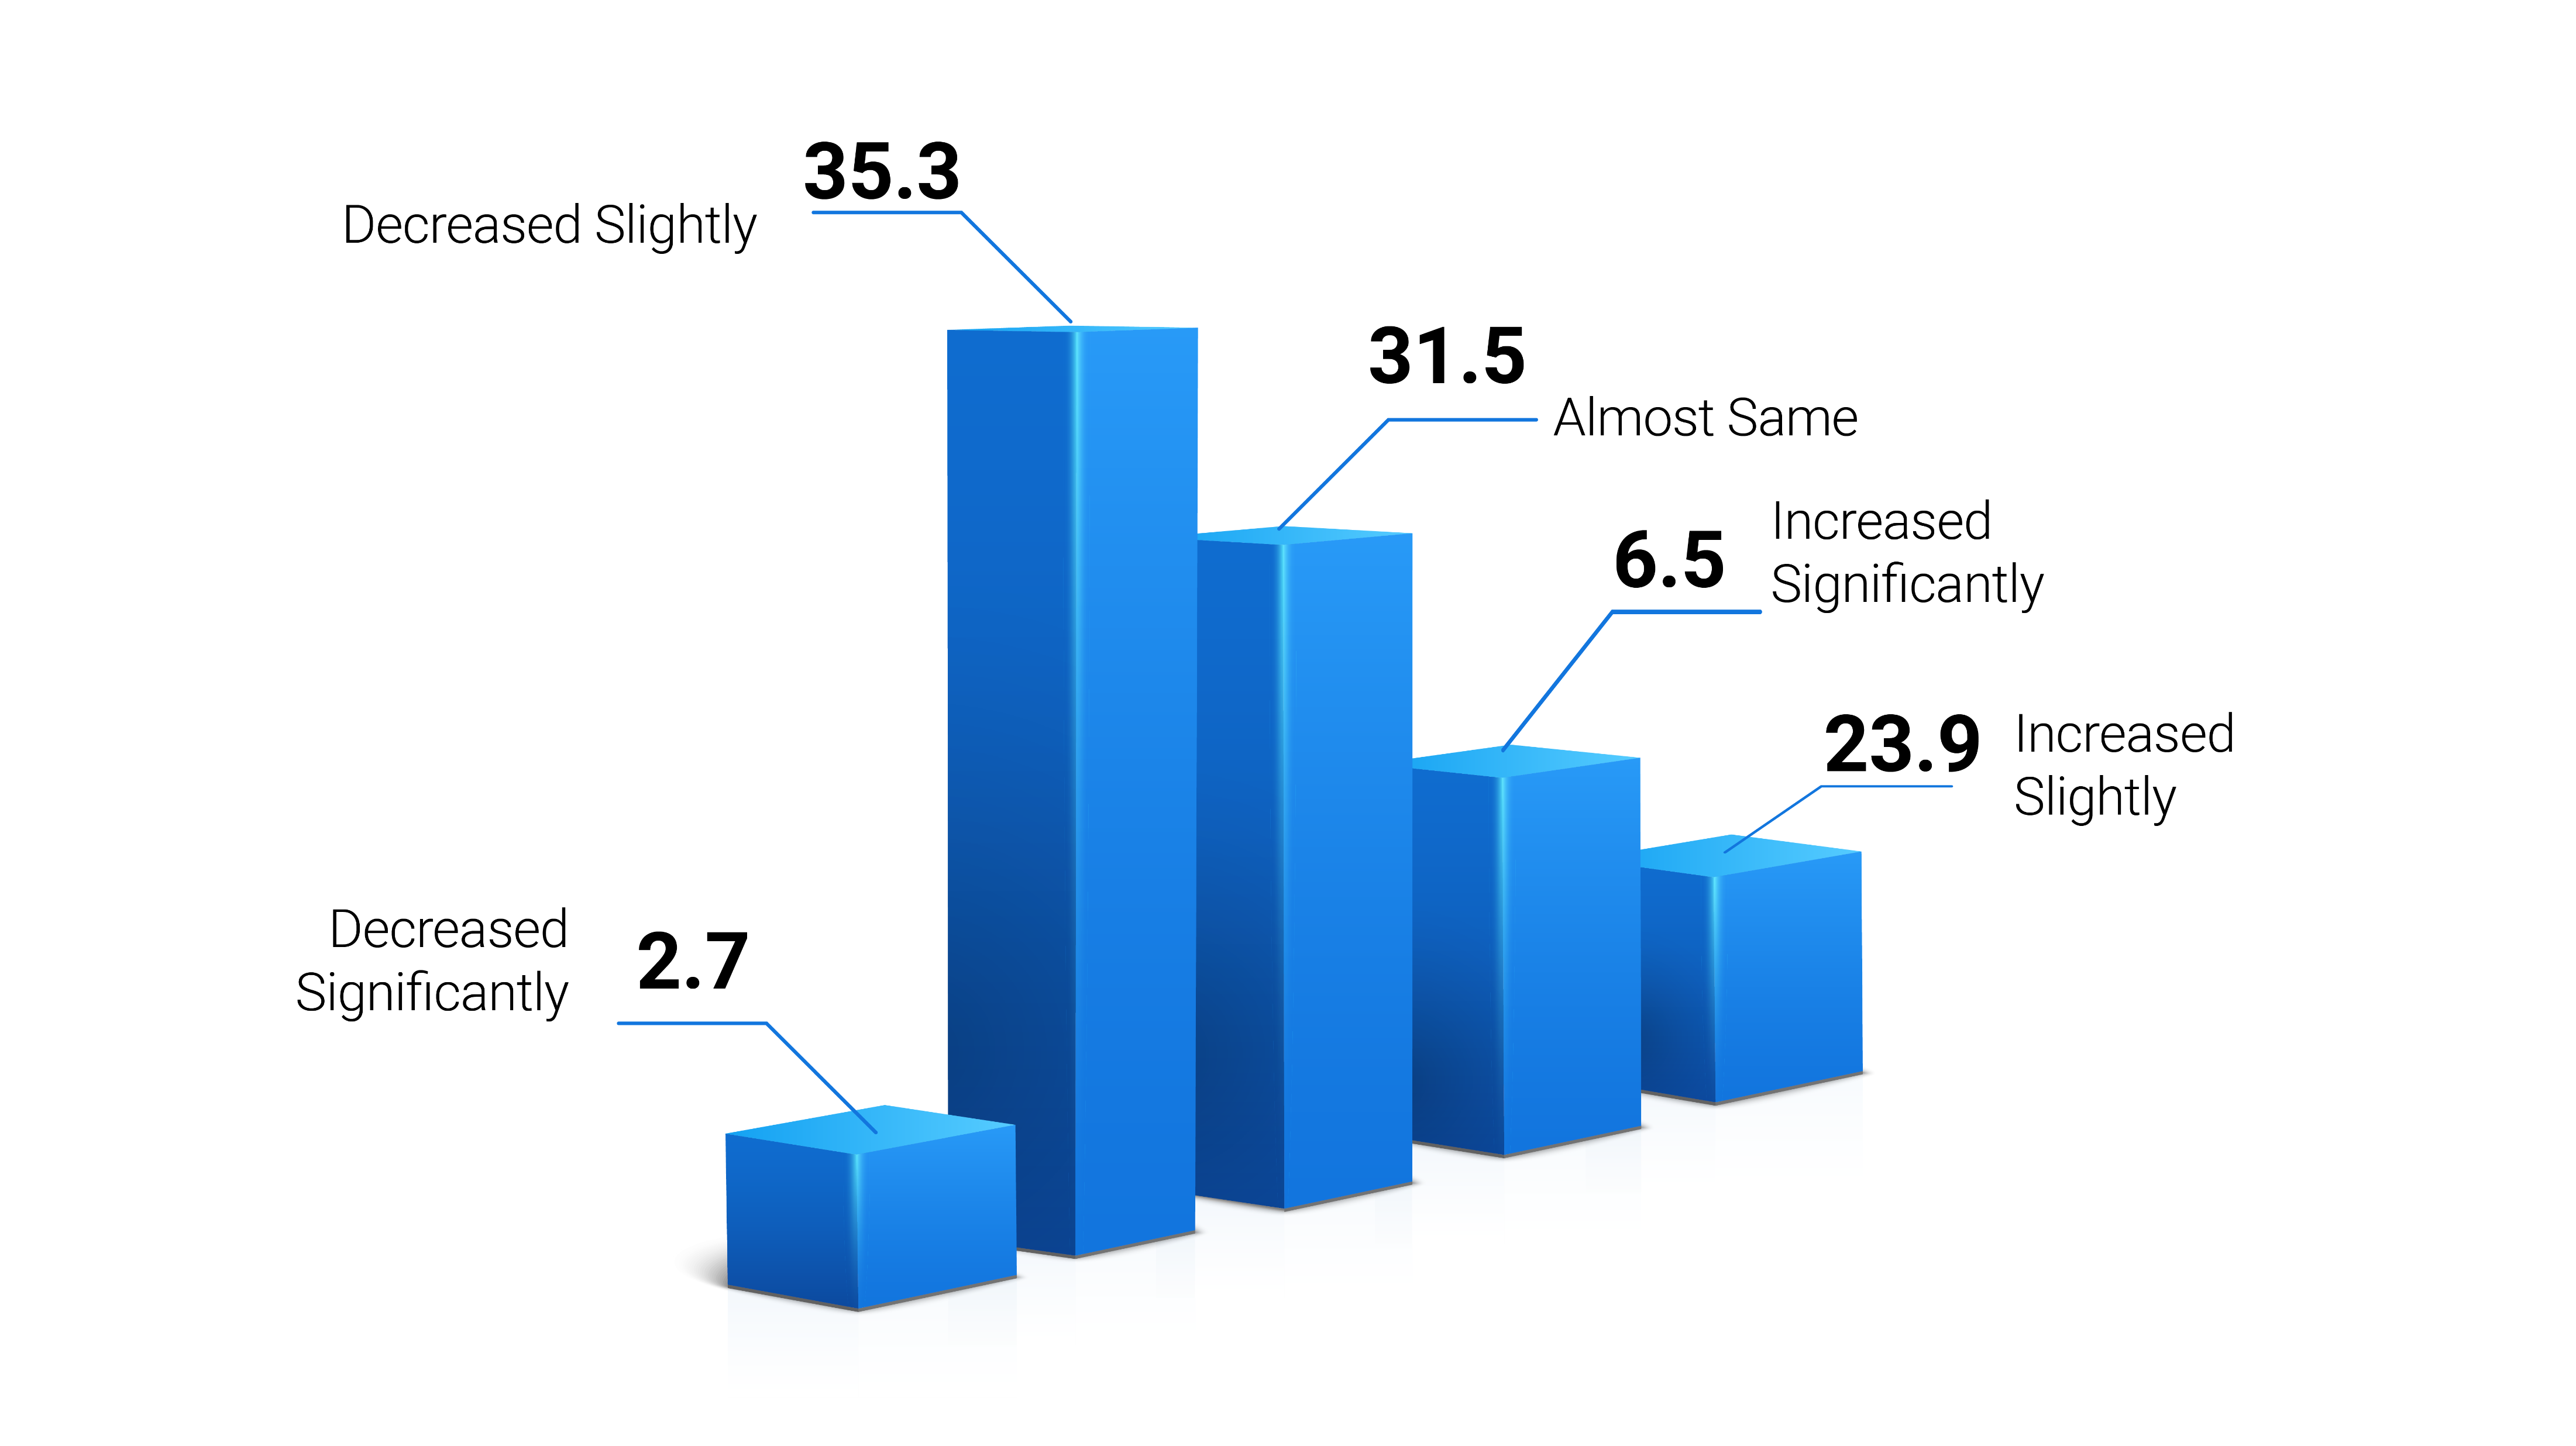 35.3
Decreased Slightly
31.5
Almost Same
6.5
Increased
Significantly
23.9
Increased
Slightly
Decreased
Significantly
2.7